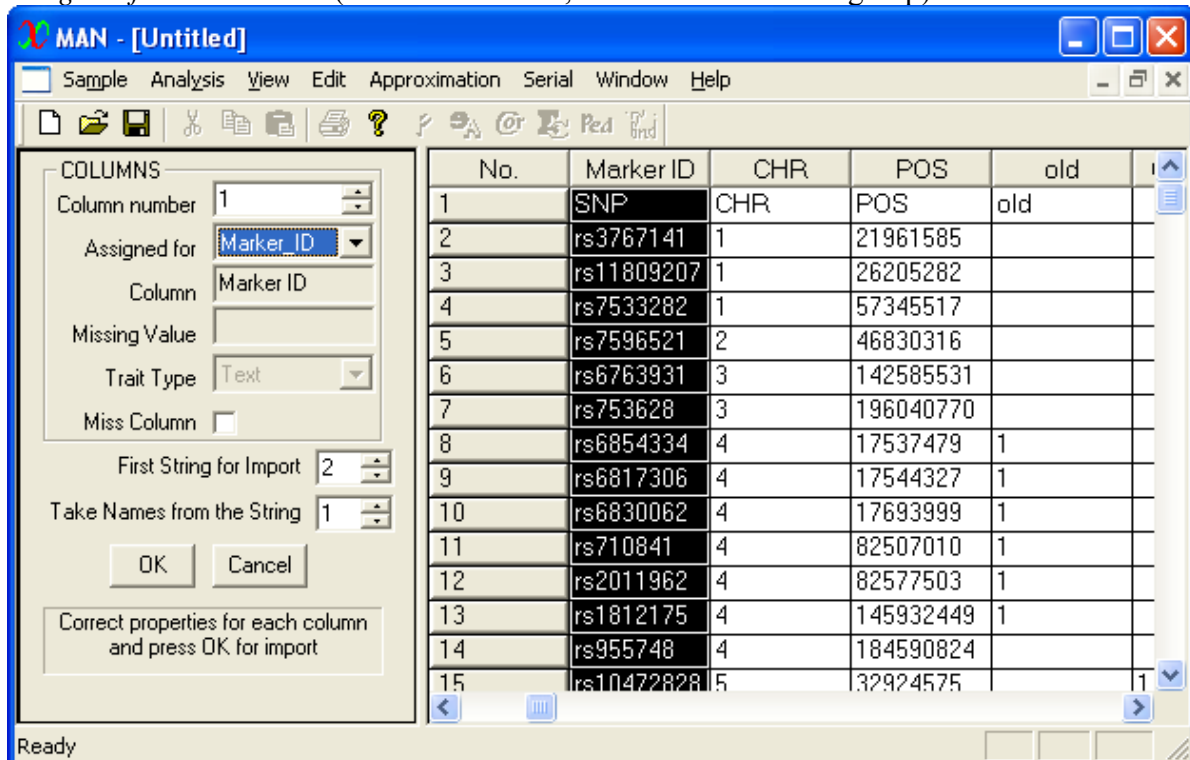 MAN - [Untitled]
Sample Analysis View Edit Approximation Serial Window Help
COLUMNS
Column number 1
Assigned for Marker_ID
Column Marker ID
Missing Value
Trait Type Text
Miss Column
First String for Import 2
Take Names from the String 1
OK Cancel
Correct properties for each column
and press OK for import
No. Marker ID CHR POS old
1 SNP CHR POS old
2 rs3767141 1 21961585
3 rs11809207 1 26205282
4 rs7533282 1 57345517
5 rs7596521 2 46830316
6 rs6763931 3 142585531
7 rs753628 3 196040770
8 rs6854334 4 17537479 1
9 rs6817306 4 17544327 1
10 rs6830062 4 17693999 1
11 rs710841 4 82507010 1
12 rs2011962 4 82577503 1
13 rs1812175 4 145932449 1
14 rs955748 4 184590824
15 rs10472828 5 32924575 1
Ready